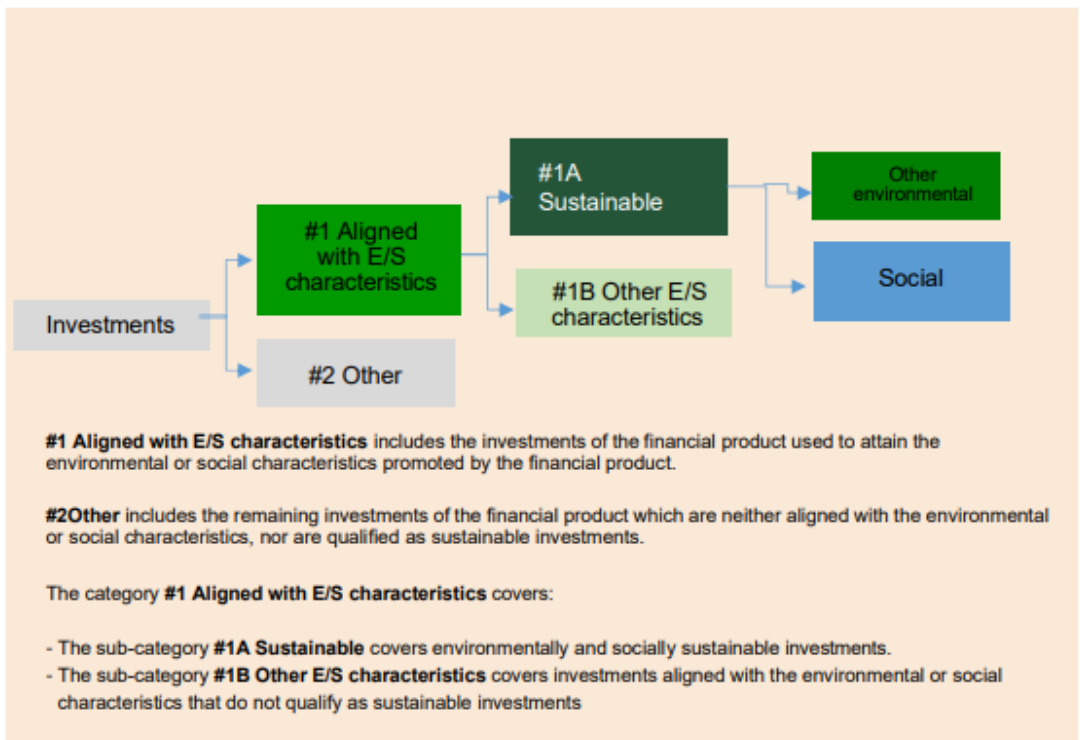 #1A
Sustainable
Other
environmental
#1 Aligned
with E/S
characteristics
Social
#1B Other E/S
characteristics
Investments
#2 Other
#1 Aligned with E/S characteristics includes the investments of the financial product used to attain the
environmental or social characteristics promoted by the financial product.
#2Other includes the remaining investments of the financial product which are neither aligned with the environmental
or social characteristics, nor are qualified as sustainable investments.
The category #1 Aligned with E/S characteristics covers:
- The sub-category #1A Sustainable covers environmentally and socially sustainable investments.
- The sub-category #1B Other E/S characteristics covers investments aligned with the environmental or social
characteristics that do not qualify as sustainable investments